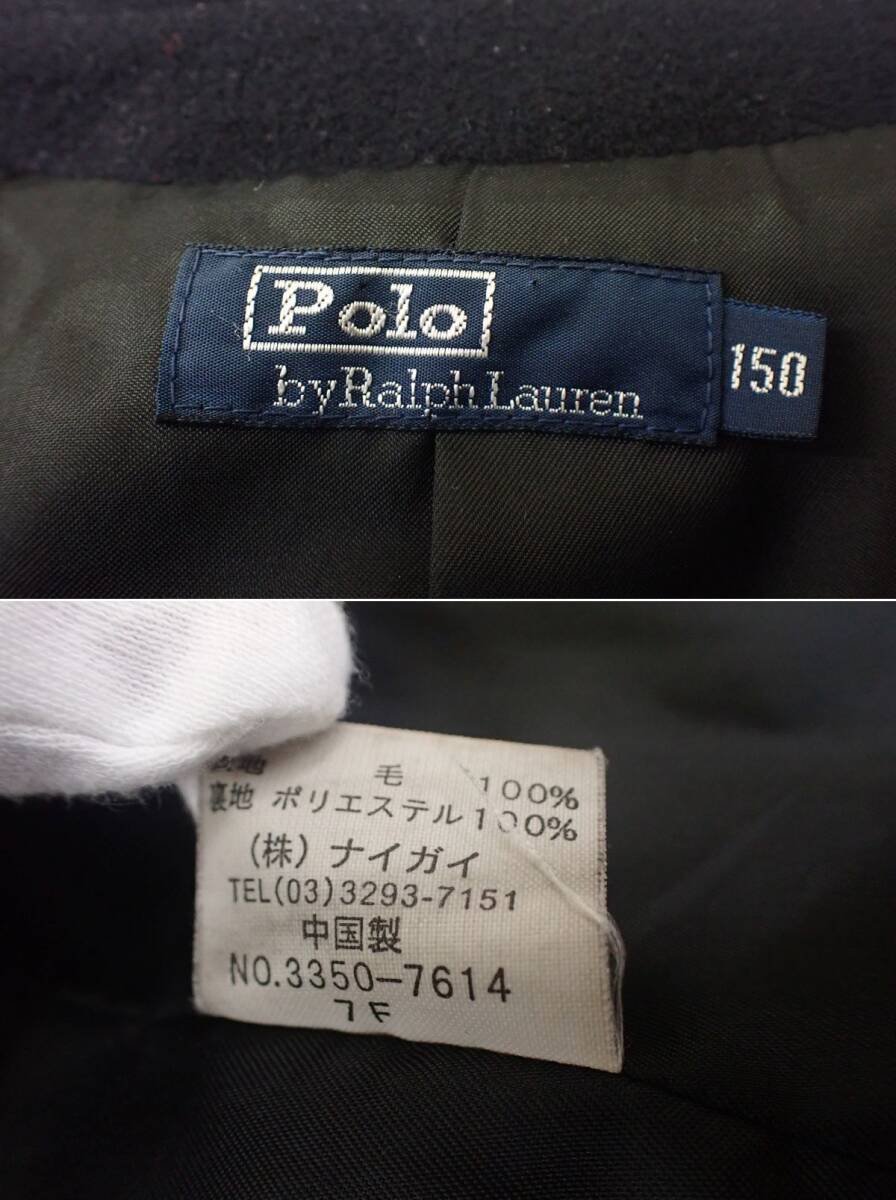 Polo
by Ralph Lauren
150
表地 毛 100%
裏地 ポリエステル 100%
(株) ナイガイ
TEL(03)3293-7151
中国製
NO.3350-7614